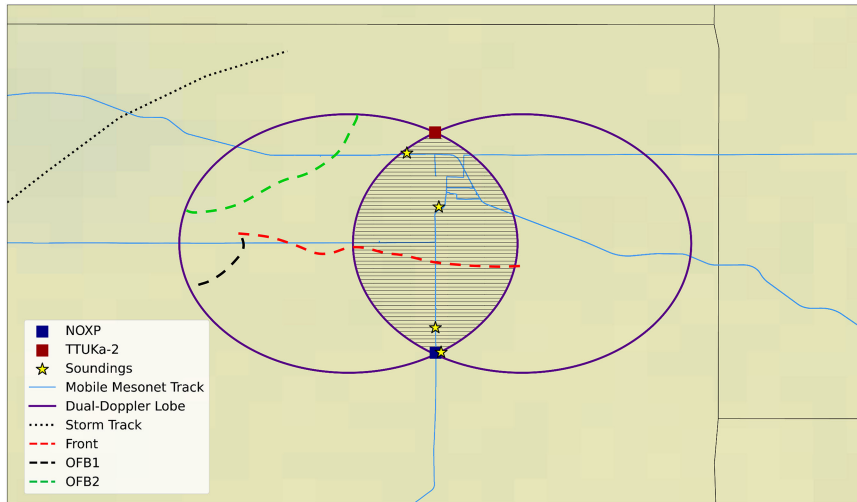 NOXP
TTUKa-2
Soundings
Mobile Mesonet Track
Dual-Doppler Lobe
Storm Track
Front
OFB1
OFB2